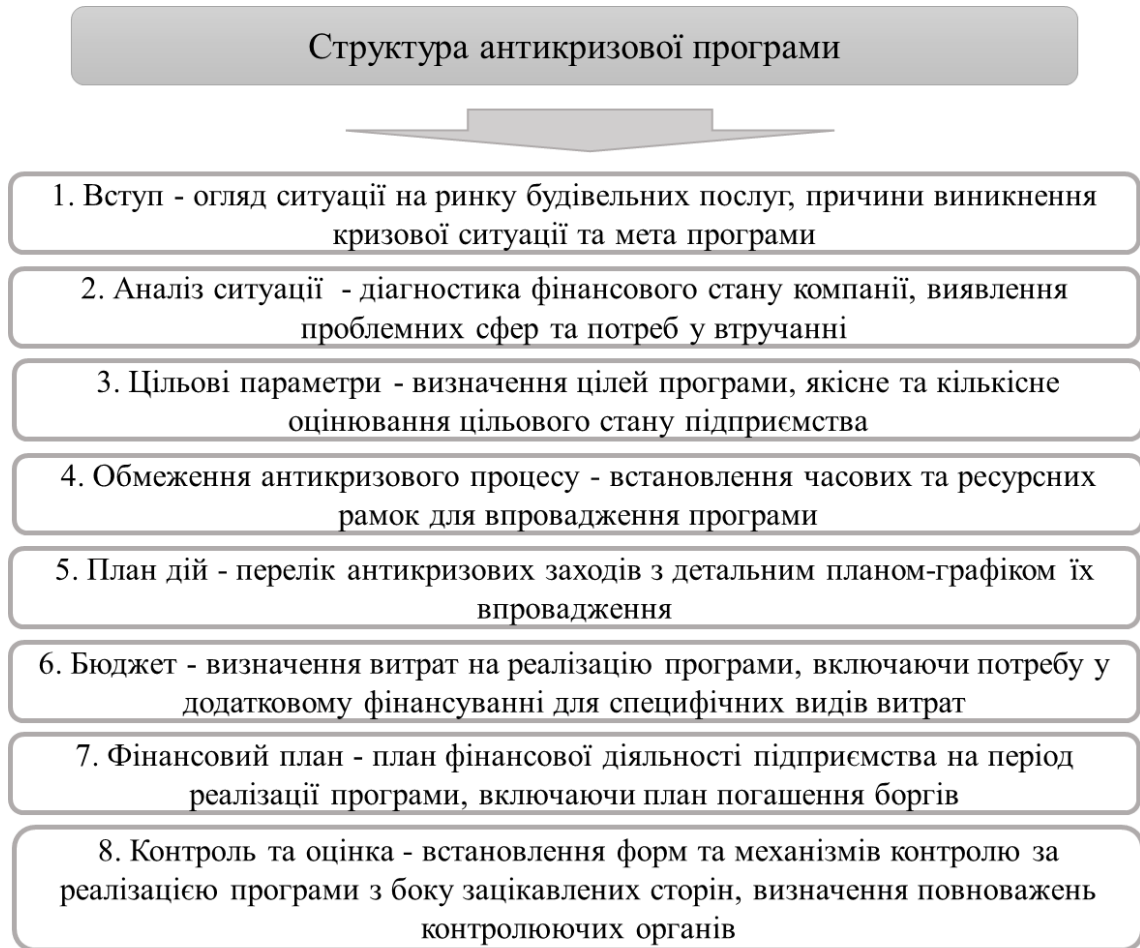 Структура антикризової програми
1. Вступ - огляд ситуації на ринку будівельних послуг, причини виникнення
кризової ситуації та мета програми
2. Аналіз ситуації - діагностика фінансового стану компанії, виявлення
проблемних сфер та потреб у втручанні
3. Цільові параметри - визначення цілей програми, якісне та кількісне
оцінювання цільового стану підприємства
4. Обмеження антикризового процесу - встановлення часових та ресурсних
рамок для впровадження програми
5. План дій - перелік антикризових заходів з детальним планом-графіком їх
впровадження
6. Бюджет - визначення витрат на реалізацію програми, включаючи потребу у
додатковому фінансуванні для специфічних видів витрат
7. Фінансовий план - план фінансової діяльності підприємства на період
реалізації програми, включаючи план погашення боргів
8. Контроль та оцінка - встановлення форм та механізмів контролю за
реалізацією програми з боку зацікавлених сторін, визначення повноважень
контролюючих органів